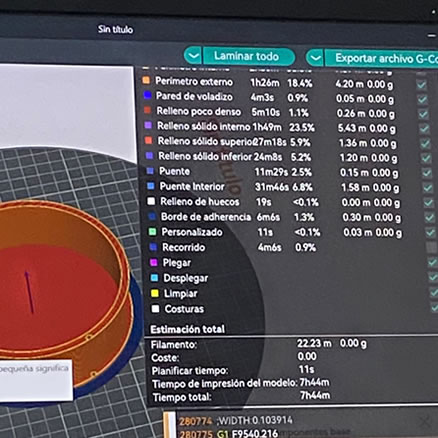 Sin título
Laminar todo
Exportar archivo G-Co
Perímetro externo 1h26m 18.4% 4.20 m 0.00 g
Pared de voladizo 4m3s 0.9% 0.05 m 0.00 g
Relleno poco denso 5m10s 1.1% 0.26 m 0.00 g
Relleno sólido interno 1h49m 23.5% 5.43 m 0.00 g
Relleno sólido superio27m18s 5.9% 1.36 m 0.00 g
Relleno sólido inferior 24m8s 5.2% 1.20 m 0.00 g
Puente 11m29s 2.5% 0.15 m 0.00 g
Puente Interior 31m46s 6.8% 1.58 m 0.00 g
Relleno de huecos 19s <0.1% 0.00 m 0.00 g
Borde de adherencia 6m6s 1.3% 0.30 m 0.00 g
Personalizado 11s <0.1% 0.03 m 0.00 g
Recorrido 4m6s 0.9%
Plegar
Desplegar
Limpiar
Costuras
Estimación total
Filamento: 22.23 m 0.00 g
Coste: 0.00
Planificar tiempo: 11s
Tiempo de impresión del modelo: 7h44m
Tiempo total: 7h44m
pequeña significa
280774 ;WIDTH:0.103914
280775 G1 F9540.216